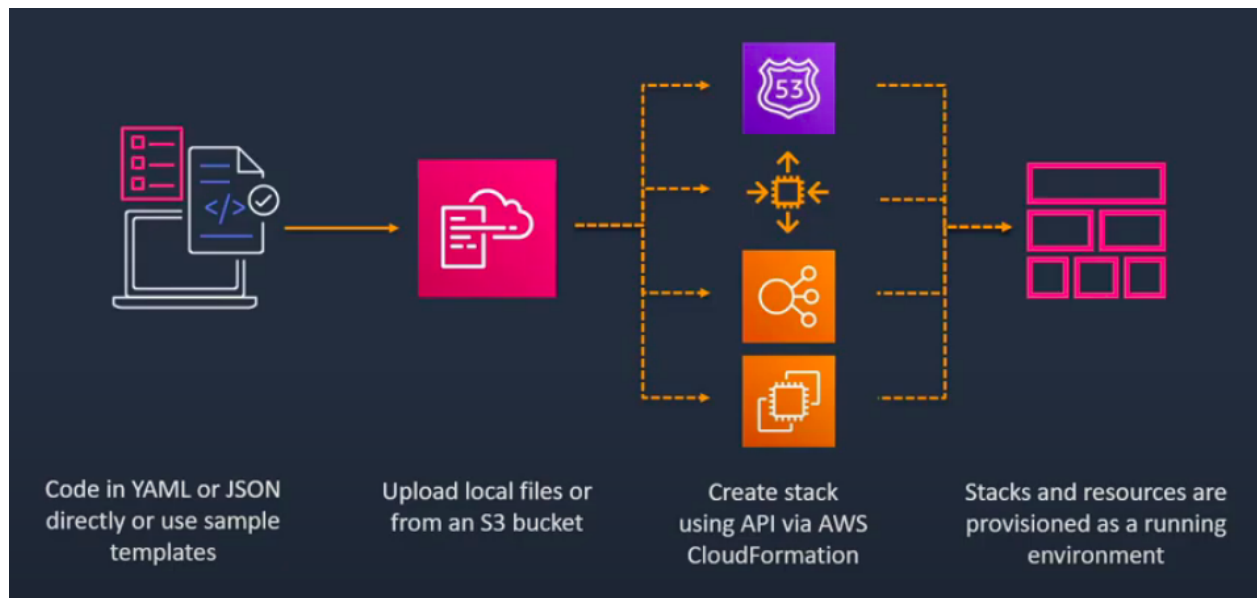 53
</>
Code in YAML or JSON
directly or use sample
templates
Upload local files or
from an S3 bucket
Create stack
using API via AWS
CloudFormation
Stacks and resources are
provisioned as a running
environment